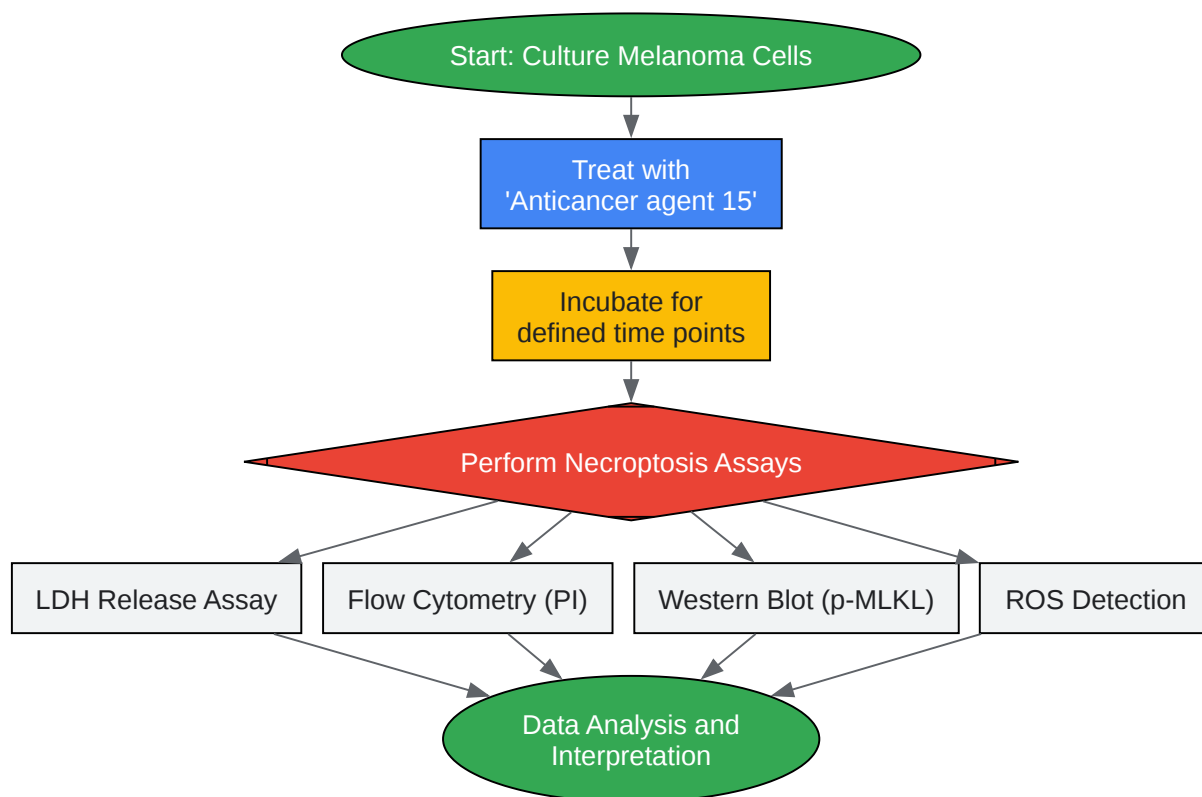 Start: Culture Melanoma Cells
Treat with
'Anticancer agent 15'
Incubate for
defined time points
Perform Necroptosis Assays
LDH Release Assay
Flow Cytometry (PI)
Western Blot (p-MLKL)
ROS Detection
Data Analysis and
Interpretation